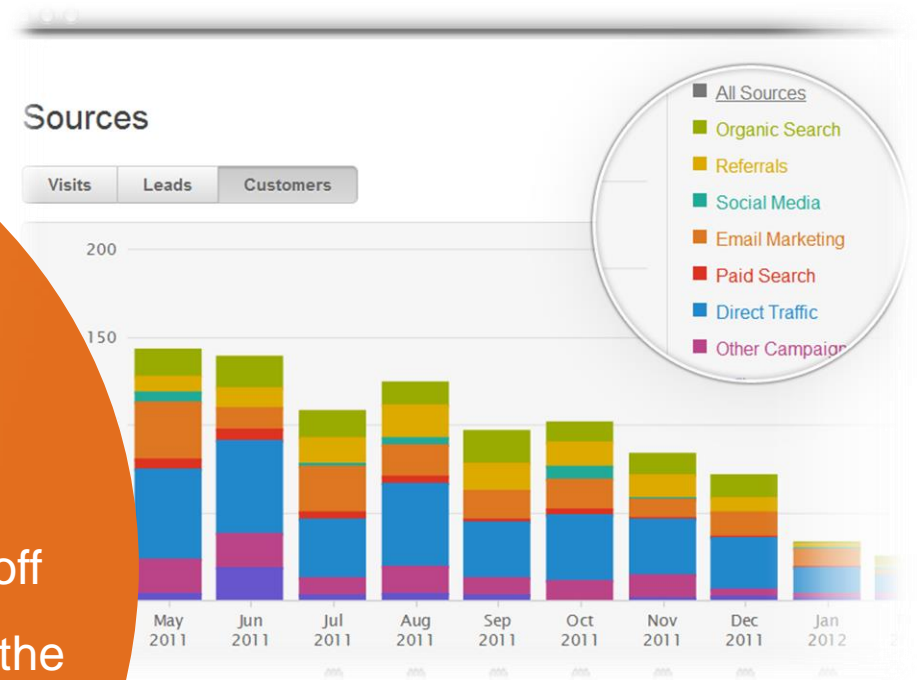 Sources
Visits Leads Customers
All Sources
Organic Search
Referrals
Social Media
Email Marketing
Paid Search
Direct Traffic
Other Campaign
200
150
off
the
May Jun Jul Aug Sep Oct Nov Dec Jan
2011 2011 2011 2011 2011 2011 2011 2011 2012